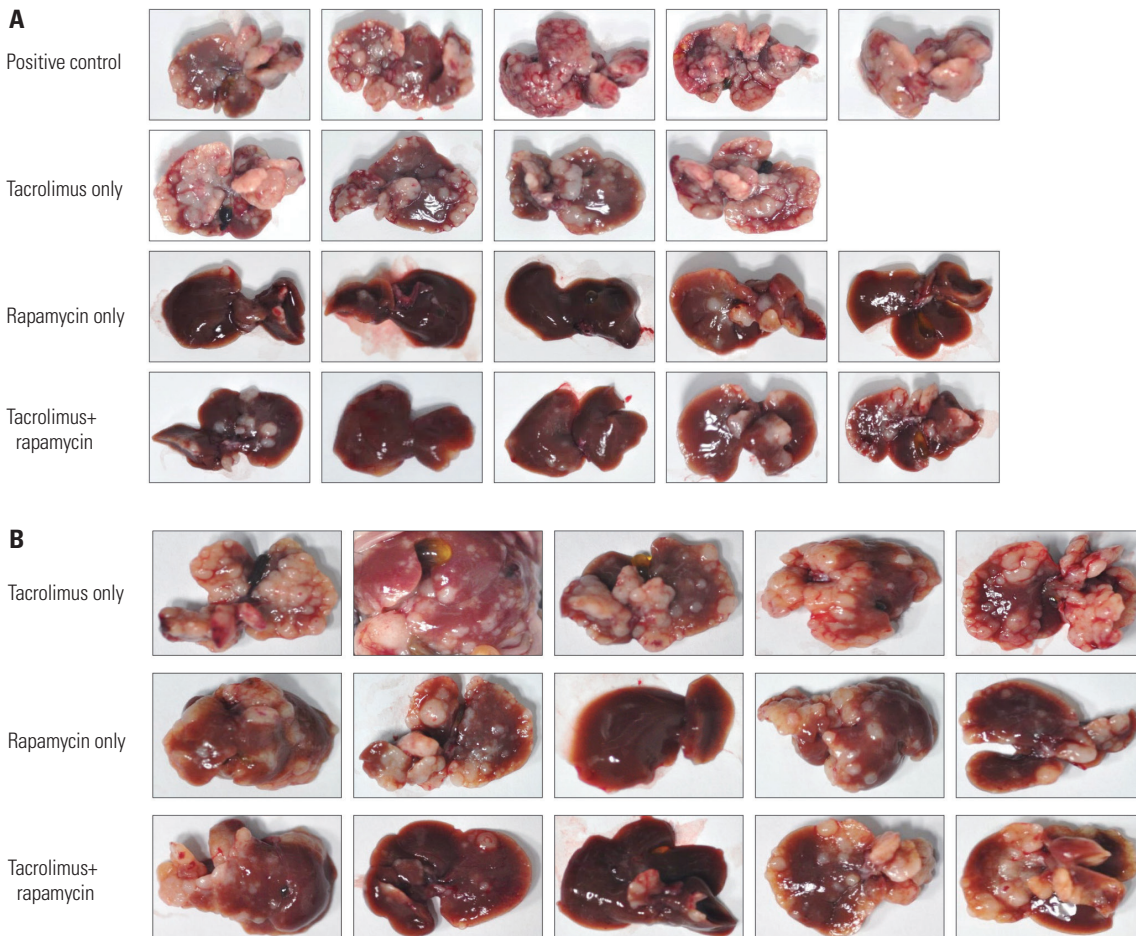 A
Positive control
Tacrolimus only
Rapamycin only
Tacrolimus+
rapamycin
B
Tacrolimus only
Rapamycin only
Tacrolimus+
rapamycin